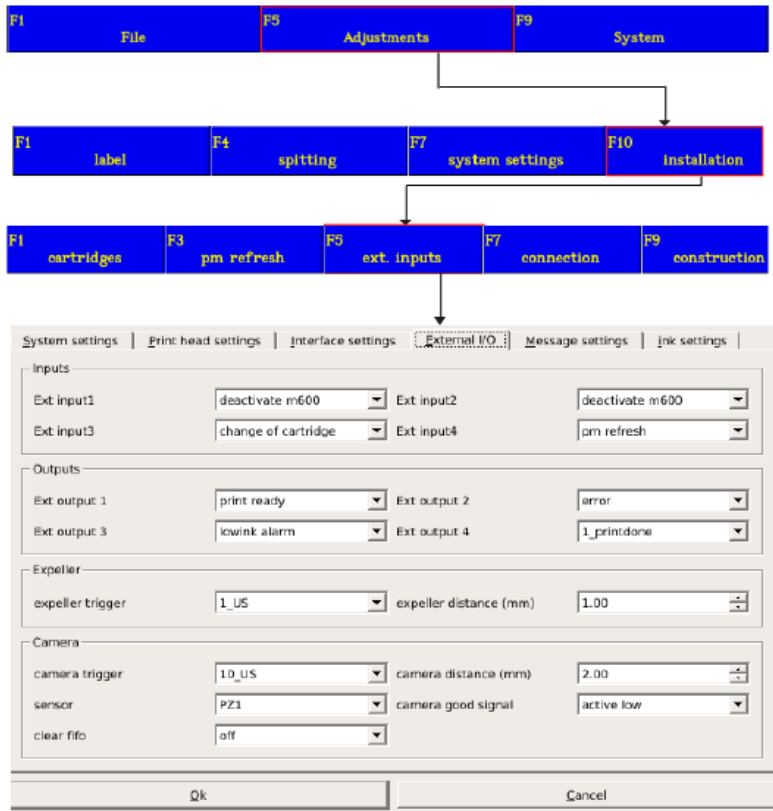 F1 F5 F9
File Adjustments System
F1 F4 F7 F10
label spitting system settings installation
F1 F3 F5 F7 F9
cartridges pm refresh ext. inputs connection construction
System settings Print head settings Interface settings External I/O Message settings Ink settings
Inputs
Ext input1 deactivate m600 Ext input2 deactivate m600
Ext input3 change of cartridge Ext input4 pm refresh
Outputs
Ext output 1 print ready Ext output 2 error
Ext output 3 lowink alarm Ext output 4 1_printdone
Expeller
expeller trigger 1_US expeller distance (mm) 1.00
Camera
camera trigger 10_US camera distance (mm) 2.00
sensor PZ1 camera good signal active low
clear fifo off
Ok Cancel